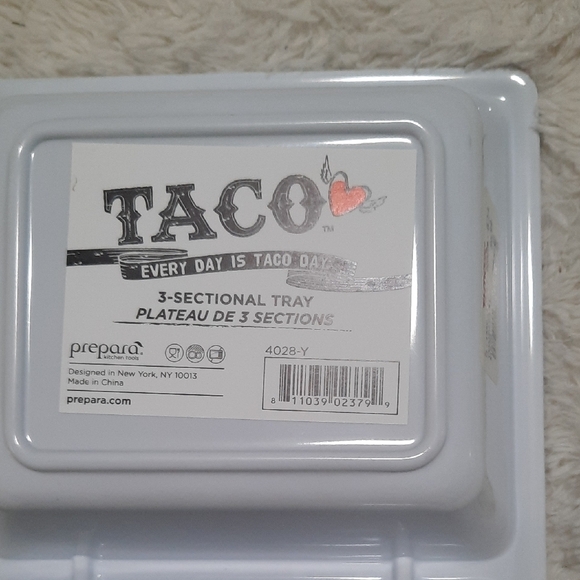 TACO
TM
EVERY DAY IS TACO DAY
3-SECTIONAL TRAY
PLATEAU DE 3 SECTIONS
prepara
kitchen tools
Designed in New York, NY 10013
Made in China
prepara.com
4028-Y
8 11039 02379 9